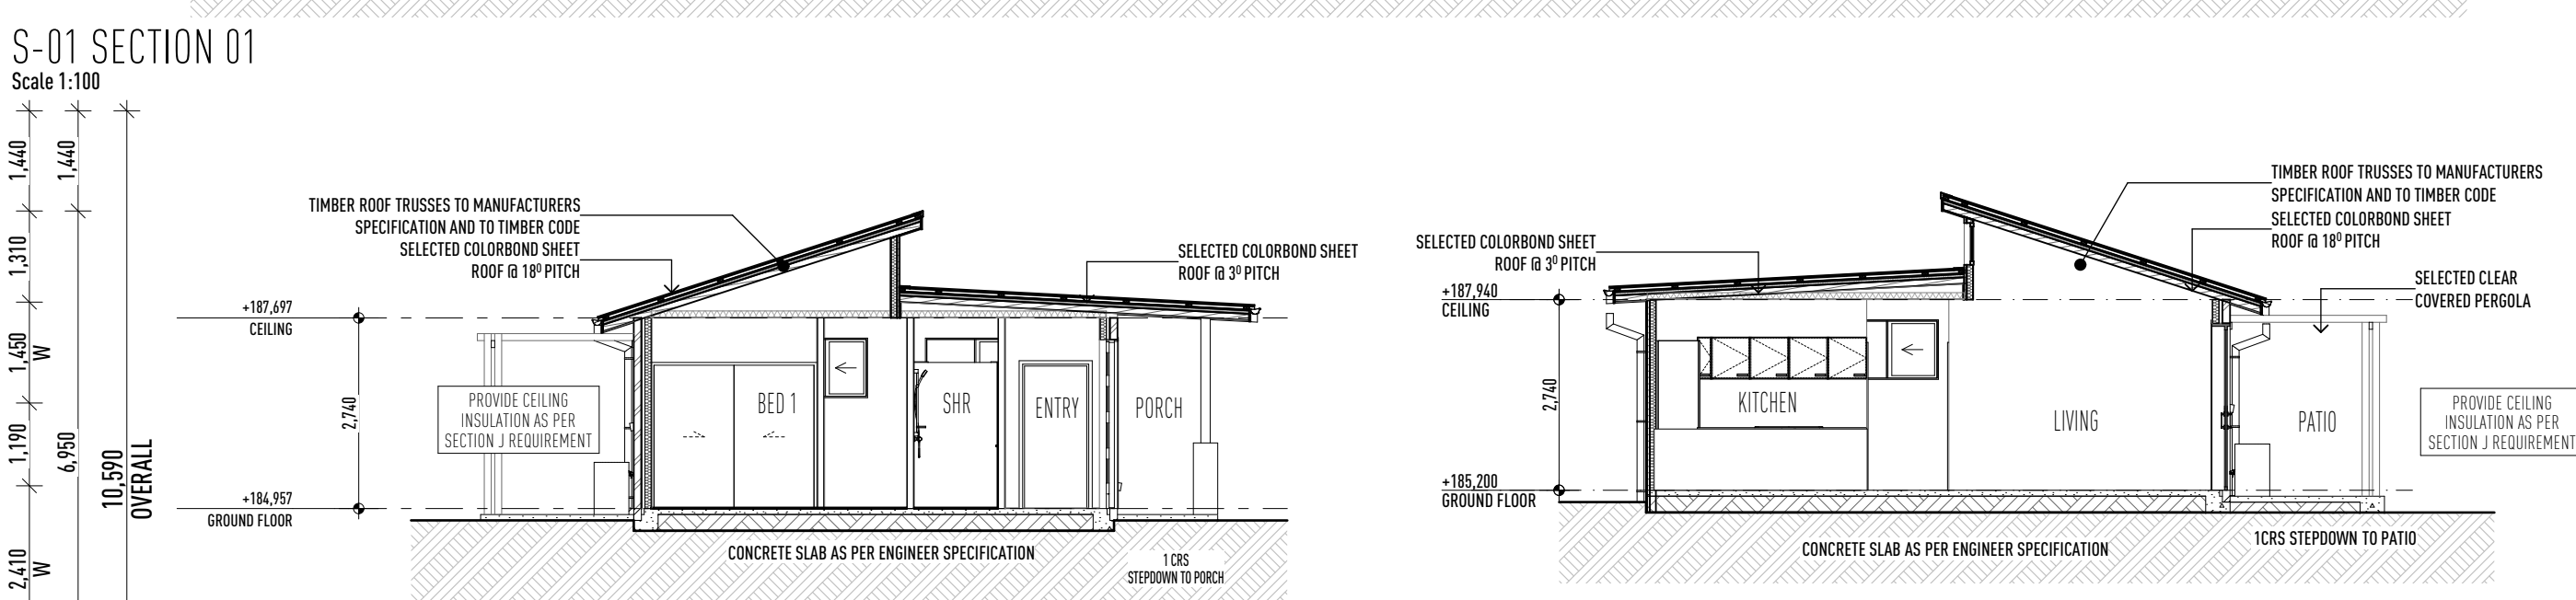 S-01 SECTION 01
Scale 1:100
1,440
1,310
1,450
W
1,190
2,410
W
1,440
6,950
10,590
OVERALL
TIMBER ROOF TRUSSES TO MANUFACTURERS
SPECIFICATION AND TO TIMBER CODE
SELECTED COLORBOND SHEET
ROOF @ 18⁰ PITCH
SELECTED COLORBOND SHEET
ROOF @ 3⁰ PITCH
+187,697
CEILING
2,740
+184,957
GROUND FLOOR
PROVIDE CEILING
INSULATION AS PER
SECTION J REQUIREMENT
BED 1
SHR
ENTRY
PORCH
CONCRETE SLAB AS PER ENGINEER SPECIFICATION
1 CRS
STEPDOWN TO PORCH
SELECTED COLORBOND SHEET
ROOF @ 3⁰ PITCH
TIMBER ROOF TRUSSES TO MANUFACTURERS
SPECIFICATION AND TO TIMBER CODE
SELECTED COLORBOND SHEET
ROOF @ 18⁰ PITCH
SELECTED CLEAR
COVERED PERGOLA
+187,940
CEILING
2,740
+185,200
GROUND FLOOR
KITCHEN
LIVING
PATIO
PROVIDE CEILING
INSULATION AS PER
SECTION J REQUIREMENT
CONCRETE SLAB AS PER ENGINEER SPECIFICATION
1CRS STEPDOWN TO PATIO